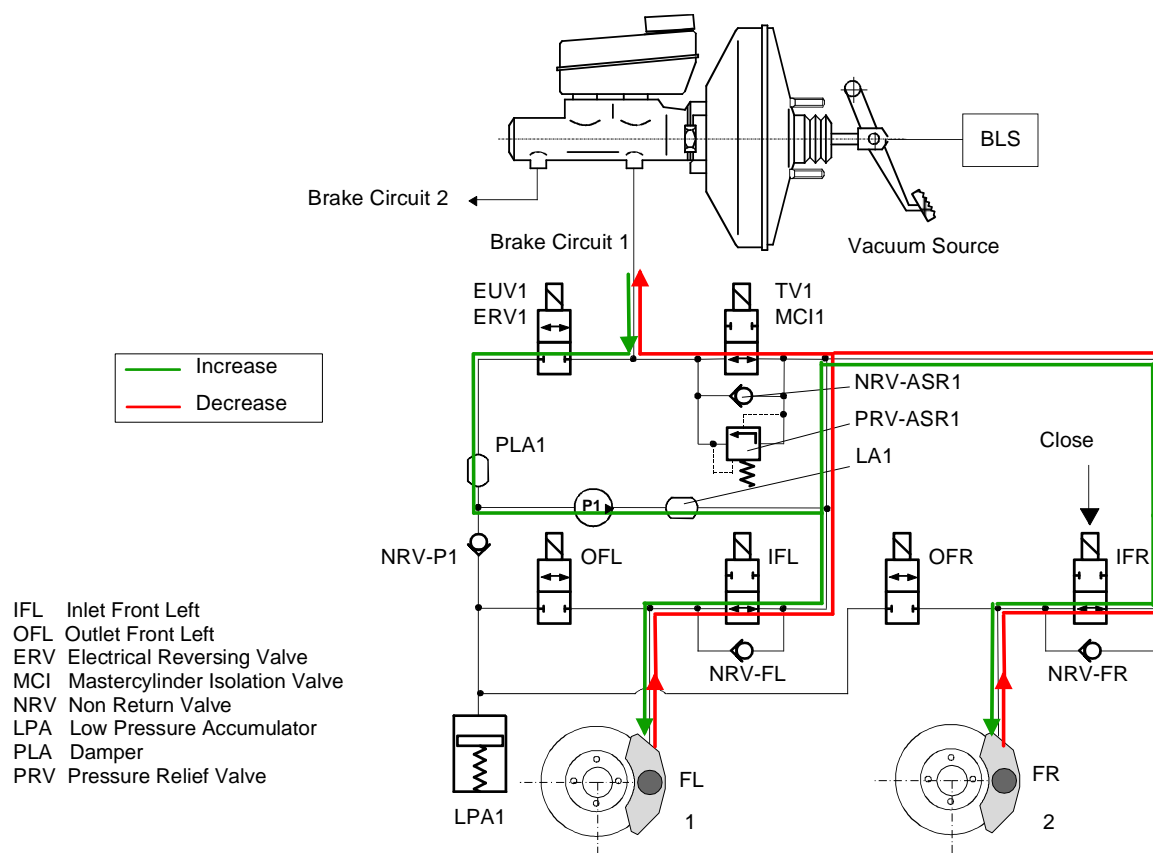 BLS
Brake Circuit 2
Brake Circuit 1
Vacuum Source
EUV1
ERV1
TV1
MCI1
Increase
Decrease
NRV-ASR1
PRV-ASR1
LA1
Close
PLA1
P1
NRV-P1
OFL
IFL
OFR
IFR
IFL Inlet Front Left
OFL Outlet Front Left
ERV Electrical Reversing Valve
MCI Mastercylinder Isolation Valve
NRV Non Return Valve
LPA Low Pressure Accumulator
PLA Damper
PRV Pressure Relief Valve
NRV-FL
NRV-FR
LPA1
FL
1
FR
2